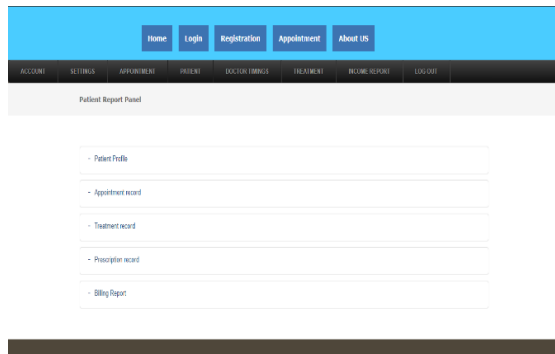 Home Login Registration Appointment About US
ACCOUNT SETTINGS APPOINTMENT PATIENT DOCTOR TIMINGS TREATMENT INCOME REPORT LOG OUT
Patient Report Panel
- Patient Profile
- Appointment record
- Treatment record
- Prescription record
- Billing Report